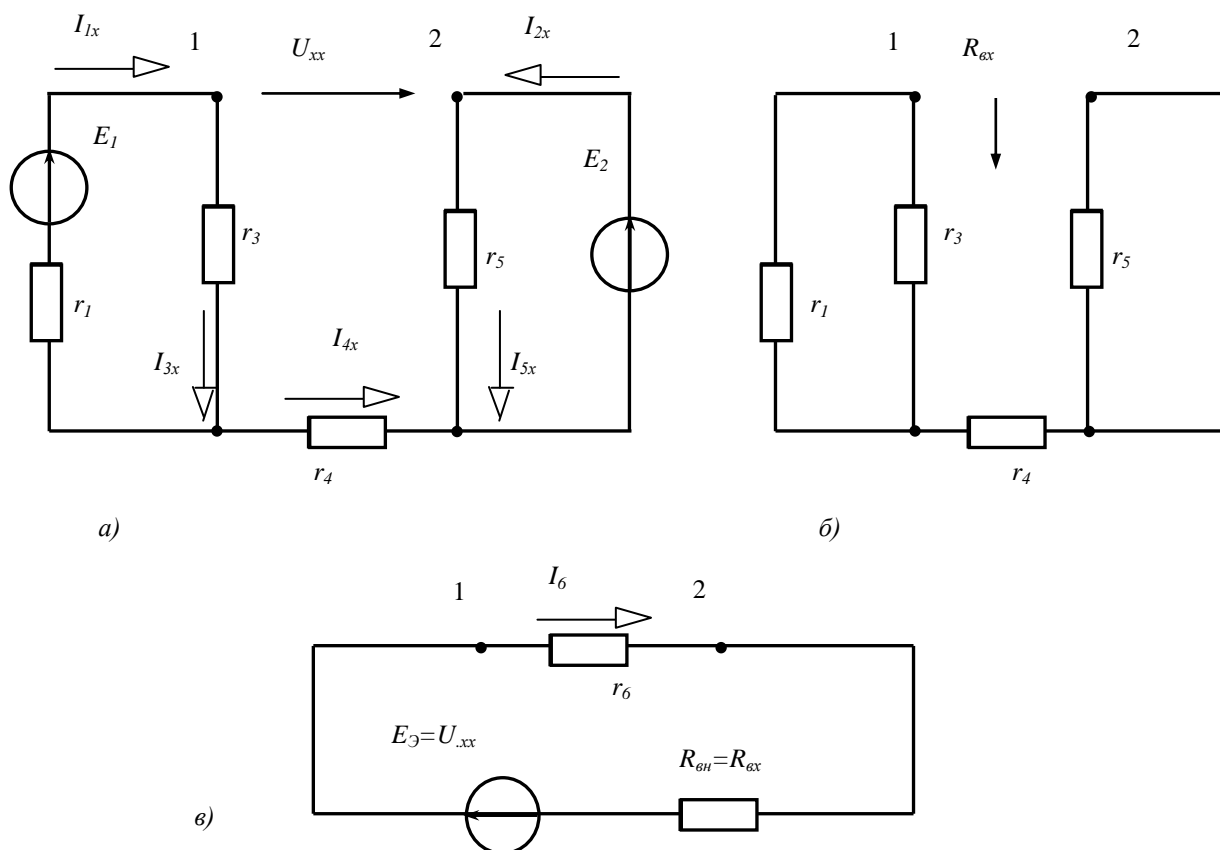 I1x 1 Uxx 2 I2x
1 Rвх 2
E1 E2
r3 r5 r1
r3 r5 r1
I3x I4x I5x
r4
r4
а)
б)
1 I6 2
r6
EЭ=U.xx
Rвн=Rвх
в)